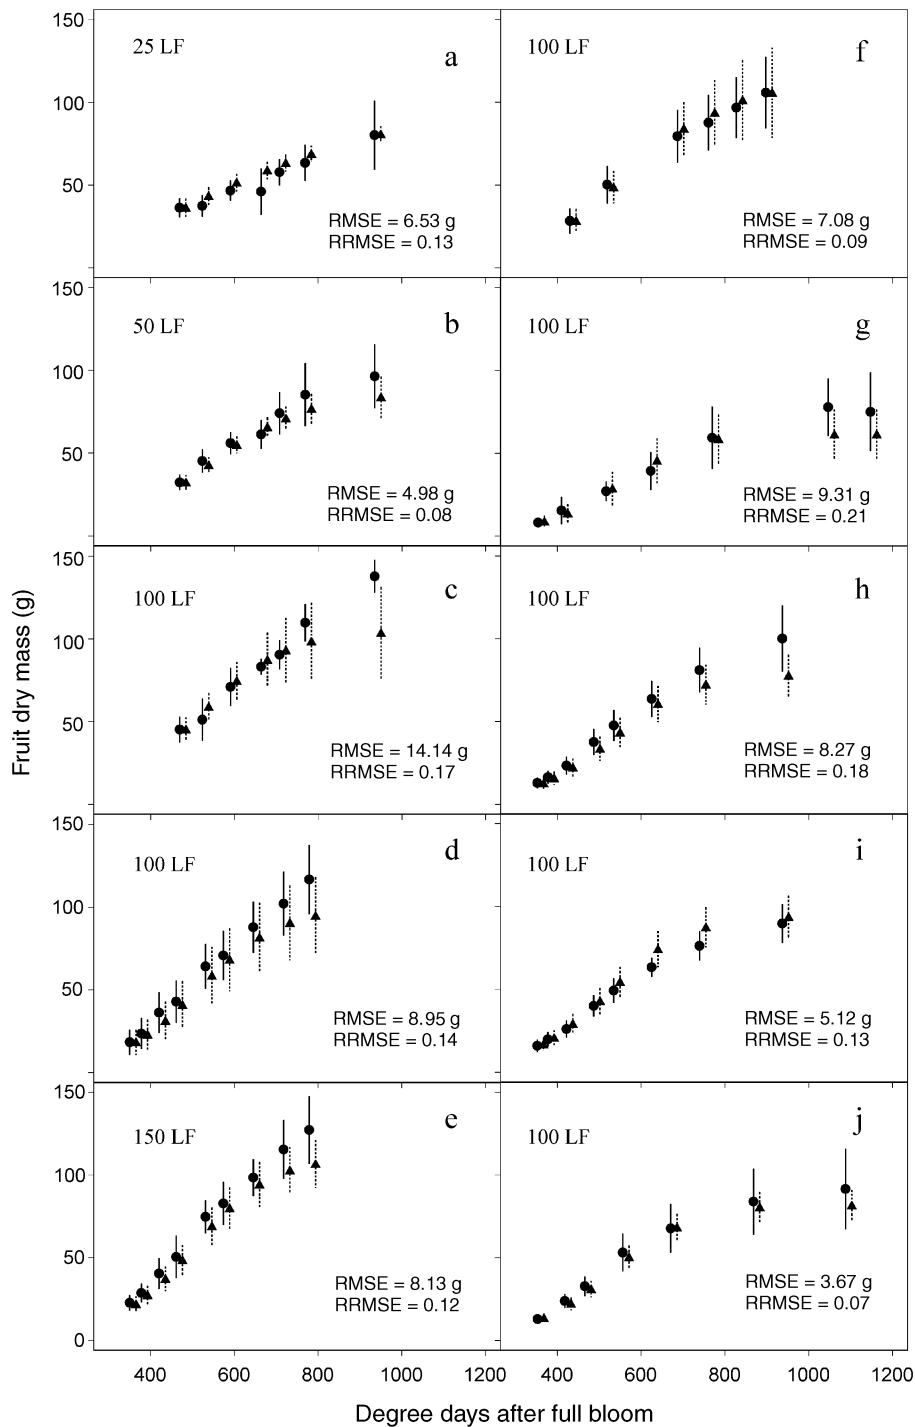 150
100
50
25 LF
a
RMSE = 6.53 g
RRMSE = 0.13
100 LF
f
RMSE = 7.08 g
RRMSE = 0.09
150
100
50
50 LF
b
RMSE = 4.98 g
RRMSE = 0.08
100 LF
g
RMSE = 9.31 g
RRMSE = 0.21
150
100
50
100 LF
c
RMSE = 14.14 g
RRMSE = 0.17
100 LF
h
RMSE = 8.27 g
RRMSE = 0.18
Fruit dry mass (g)
150
100
50
100 LF
d
RMSE = 8.95 g
RRMSE = 0.14
100 LF
i
RMSE = 5.12 g
RRMSE = 0.13
150
100
50
0
150 LF
e
RMSE = 8.13 g
RRMSE = 0.12
100 LF
j
RMSE = 3.67 g
RRMSE = 0.07
400 600 800 1000 1200 400 600 800 1000 1200
Degree days after full bloom